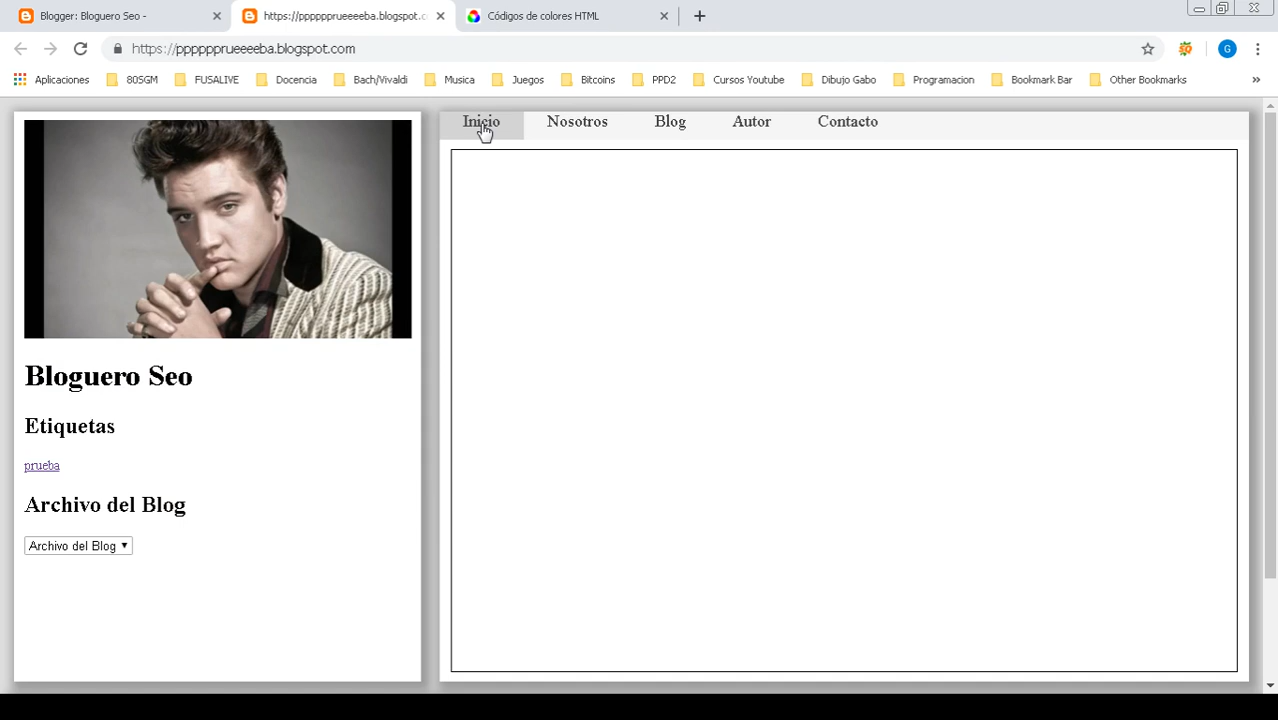 Blogger: Bloguero Seo -
https://ppppppprueeeeba.blogspot.c
Códigos de colores HTML
https://ppppppprueeeeba.blogspot.com
Aplicaciones
80SGM
FUSALIVE
Docencia
Bach/Vivaldi
Musica
Juegos
Bitcoins
PPD2
Cursos Youtube
Dibujo Gabo
Programacion
Bookmark Bar
Other Bookmarks
»
G
Inicio Nosotros Blog Autor Contacto
Bloguero Seo
Etiquetas
prueba
Archivo del Blog
Archivo del Blog